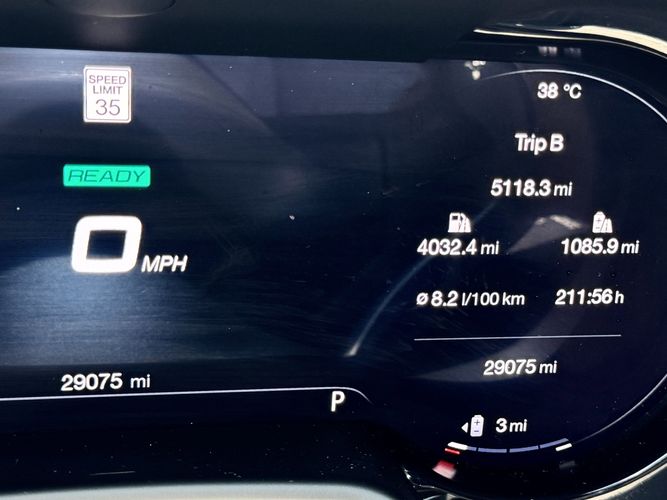 SPEED
LIMIT
35
READY
0 MPH
29075 mi
P
38 °C
Trip B
5118.3 mi
4032.4 mi 1085.9 mi
ø 8.2 l/100 km 211:56 h
29075 mi
3 mi